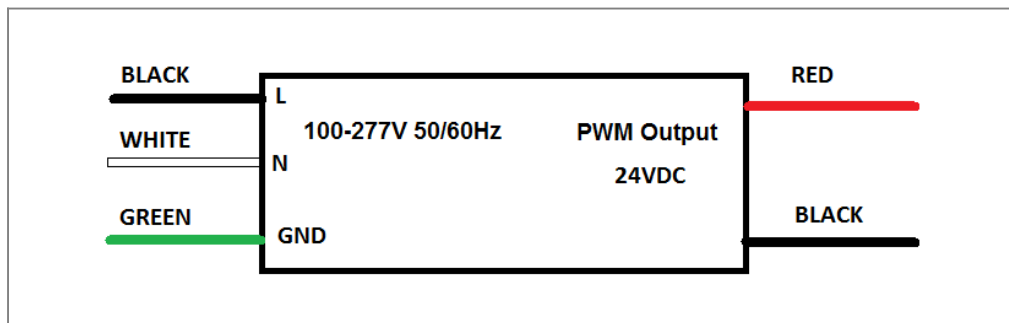 BLACK
L
WHITE
N
GREEN
GND
100-277V 50/60Hz
PWM Output
24VDC
RED
BLACK